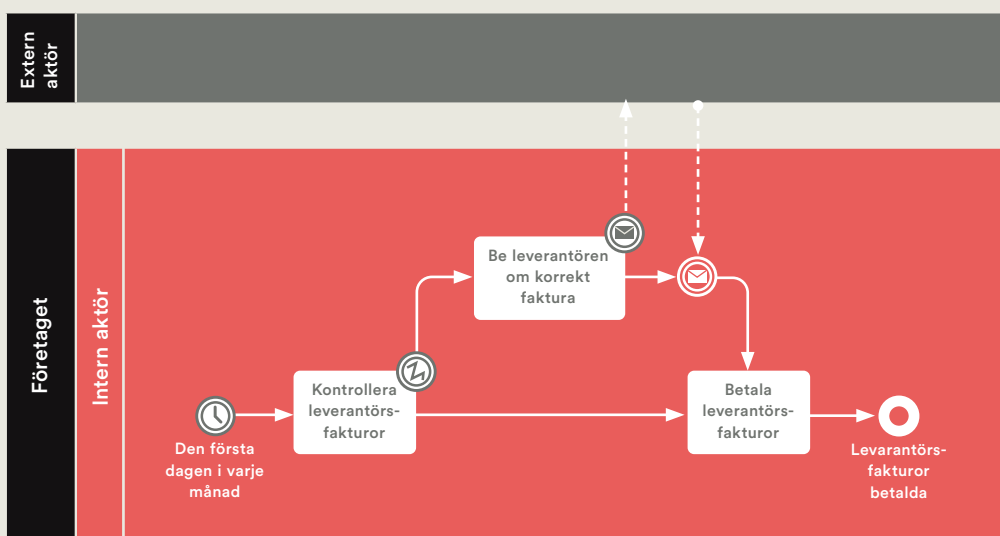 Extern
aktör
Företaget
Intern aktör
Be leverantören
om korrekt
faktura
Kontrollera
leverantörs-
fakturor
Betala
leverantörs-
fakturor
Den första
dagen i varje
månad
Levarantörs-
fakturor
betalda